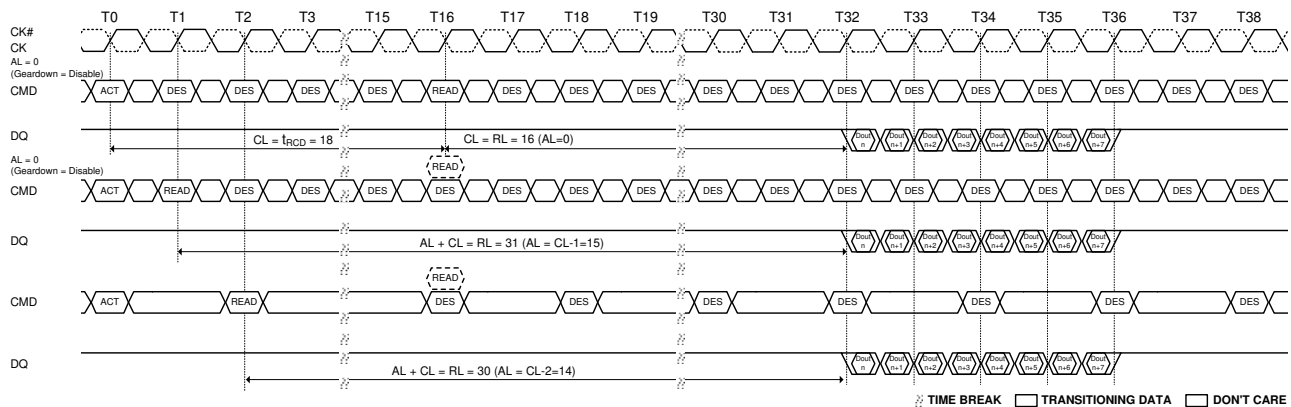 T0 T1 T2 T3 T15 T16 T17 T18 T19 T30 T31 T32 T33 T34 T35 T36 T37 T38
CK#
CK
AL = 0
(Geardown = Disable)
CMD ACT DES DES DES DES READ DES DES DES DES DES DES DES DES DES DES DES DES
DQ Dout n Dout n+1 Dout n+2 Dout n+3 Dout n+4 Dout n+5 Dout n+6 Dout n+7
CL = tRCD = 18 CL = RL = 16 (AL=0)
AL = 0
(Geardown = Disable)
READ
CMD ACT READ DES DES DES DES DES DES DES DES DES DES DES DES DES DES DES DES
DQ Dout n Dout n+1 Dout n+2 Dout n+3 Dout n+4 Dout n+5 Dout n+6 Dout n+7
AL + CL = RL = 31 (AL = CL-1=15)
READ
CMD ACT READ DES DES DES DES DES DES DES
DQ Dout n Dout n+1 Dout n+2 Dout n+3 Dout n+4 Dout n+5 Dout n+6 Dout n+7
AL + CL = RL = 30 (AL = CL-2=14)
TIME BREAK TRANSITIONING DATA DON'T CARE